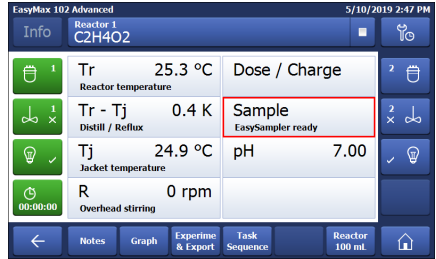 EasyMax 102 Advanced 5/10/2019 2:47 PM
Info
Reactor 1
C2H4O2
1
Tr 25.3 °C
Reactor temperature
Dose / Charge
2
1
Tr - Tj 0.4 K
Distill / Reflux
Sample
EasySampler ready
2
Tj 24.9 °C
Jacket temperature
pH 7.00
00:00:00
R 0 rpm
Overhead stirring
Notes
Graph
Experime
& Export
Task
Sequence
Reactor
100 mL